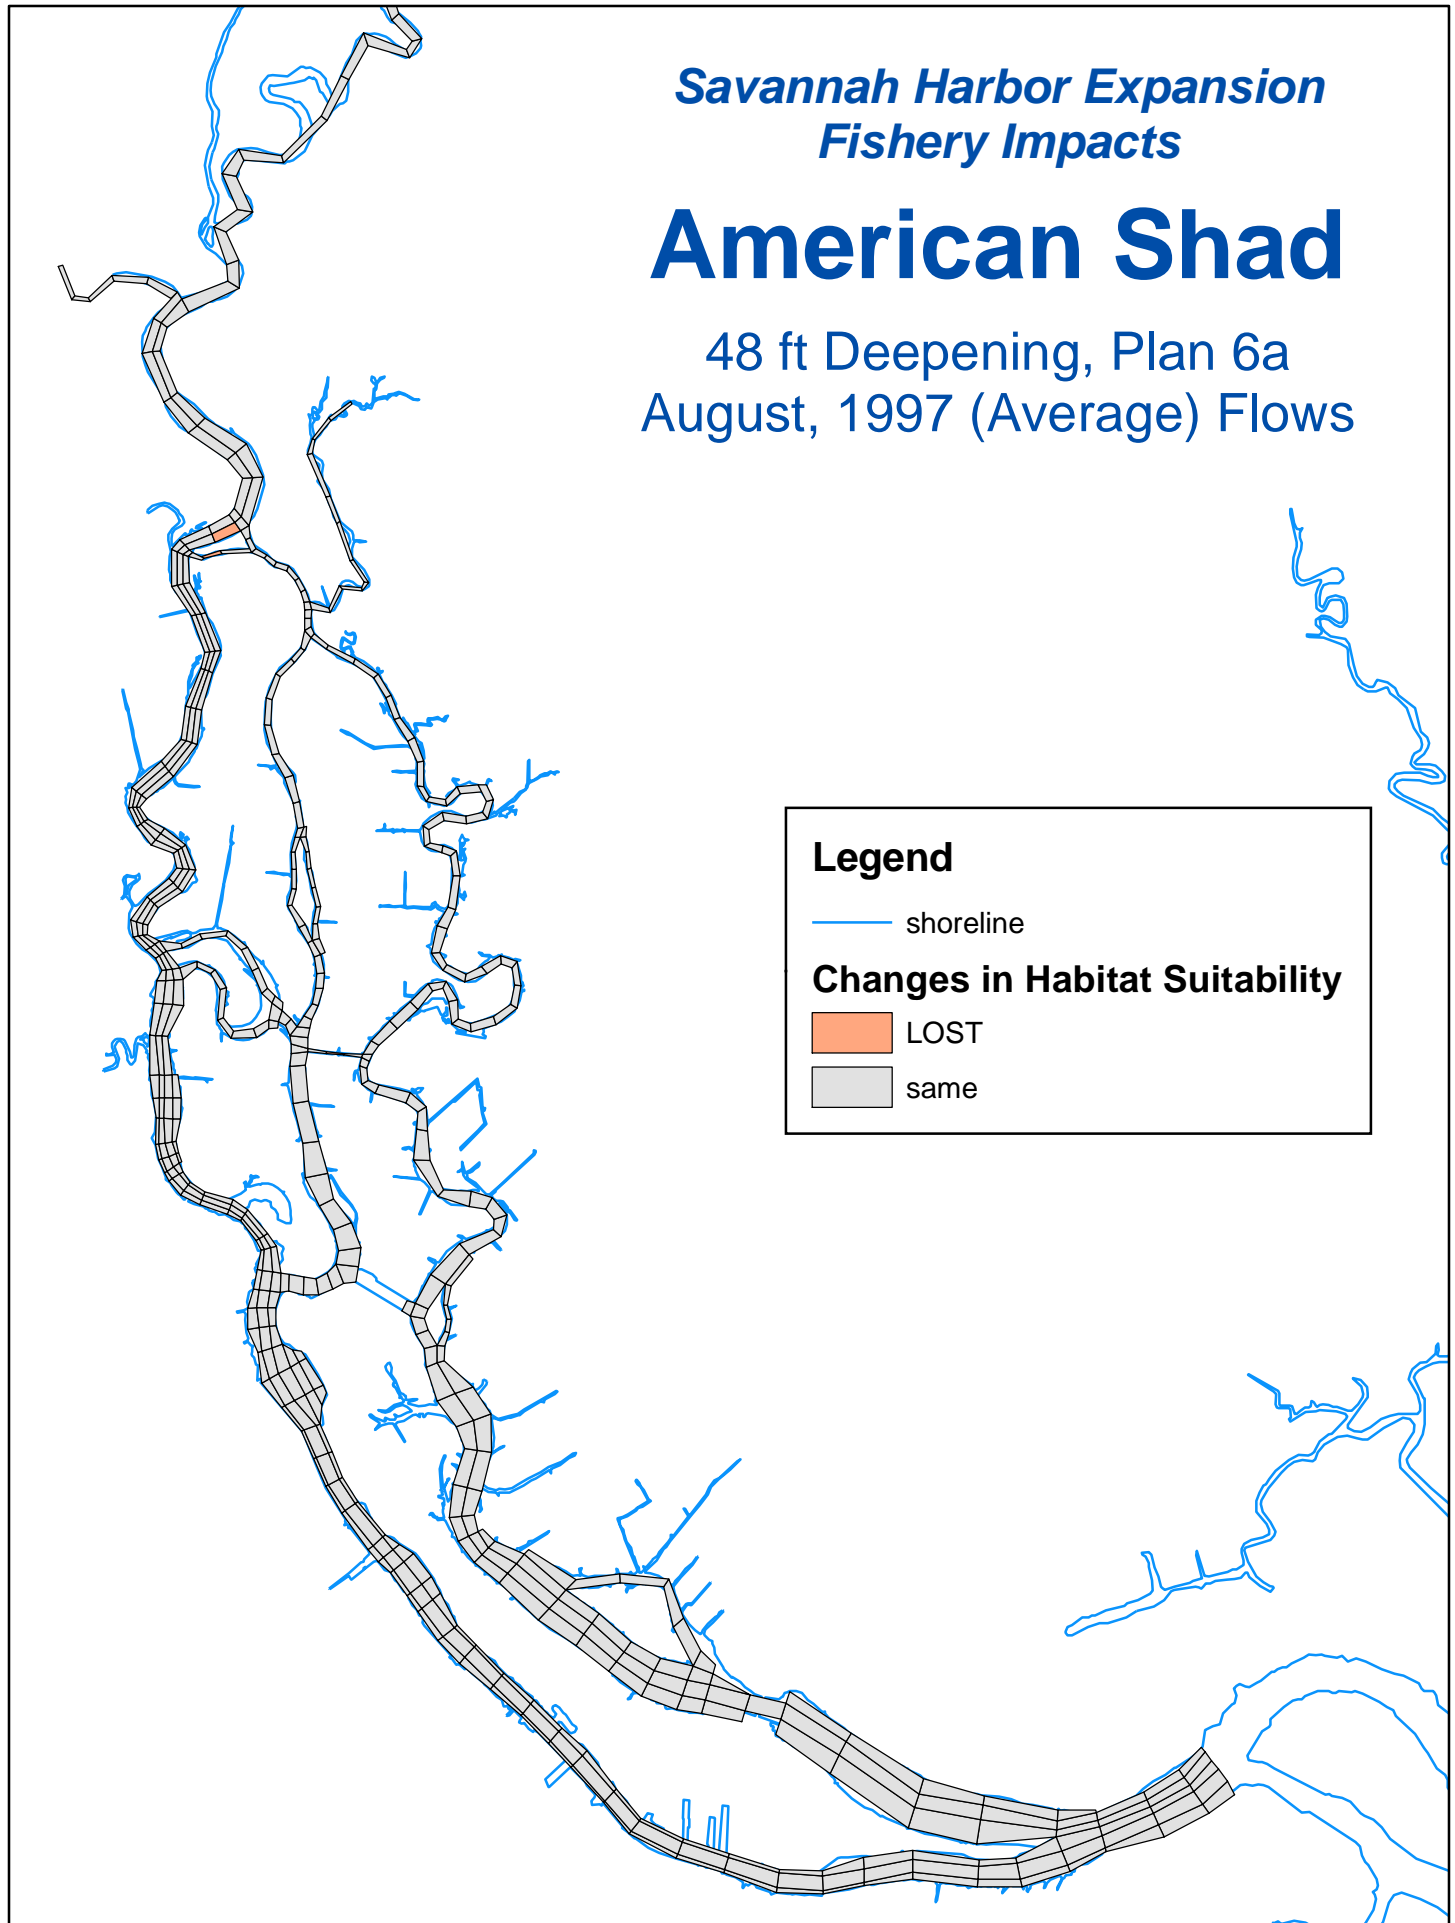 Savannah Harbor Expansion
Fishery Impacts
American Shad
48 ft Deepening, Plan 6a
August, 1997 (Average) Flows
Legend
shoreline
Changes in Habitat Suitability
LOST
same